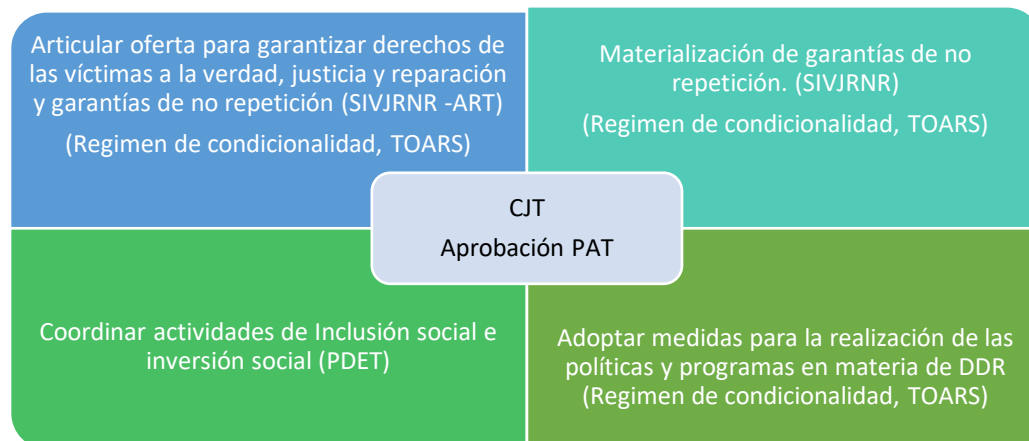 Articular oferta para garantizar derechos de
las víctimas a la verdad, justicia y reparación
y garantías de no repetición (SIVJRNR -ART)
(Regimen de condicionalidad, TOARS)
Materialización de garantías de no
repetición. (SIVJRNR)
(Regimen de condicionalidad, TOARS)
CJT
Aprobación PAT
Coordinar actividades de Inclusión social e
inversión social (PDET)
Adoptar medidas para la realización de las
políticas y programas en materia de DDR
(Regimen de condicionalidad, TOARS)